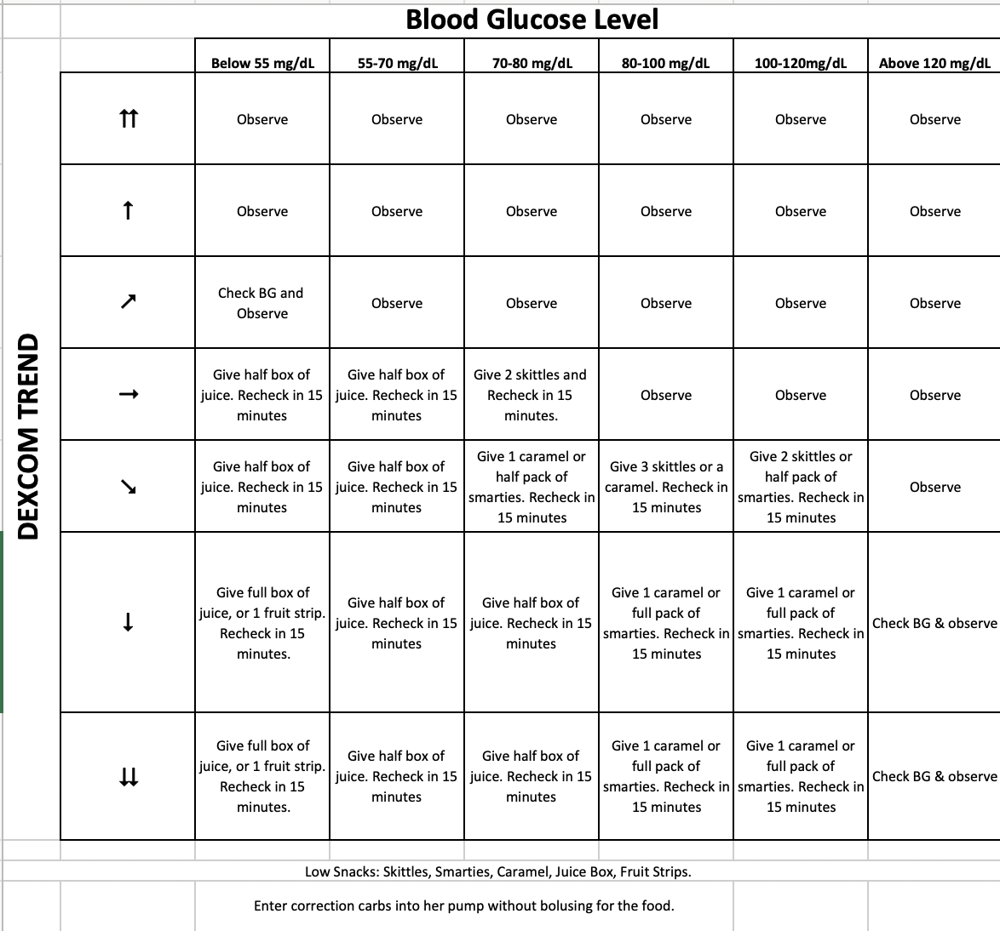 Blood Glucose Level
Below 55 mg/dL 55-70 mg/dL 70-80 mg/dL 80-100 mg/dL 100-120mg/dL Above 120 mg/dL
DEXCOM TREND
⇈ Observe Observe Observe Observe Observe Observe
↑ Observe Observe Observe Observe Observe Observe
↗ Check BG and
Observe
Observe Observe Observe Observe Observe
→ Give half box of
juice. Recheck in 15
minutes
Give half box of
juice. Recheck in 15
minutes
Give 2 skittles and
Recheck in 15
minutes.
Observe Observe Observe
↘ Give half box of
juice. Recheck in 15
minutes
Give half box of
juice. Recheck in 15
minutes
Give 1 caramel or
half pack of
smarties. Recheck in
15 minutes
Give 3 skittles or a
caramel. Recheck in
15 minutes
Give 2 skittles or
half pack of
smarties. Recheck in
15 minutes
Observe
↓ Give full box of
juice, or 1 fruit strip.
Recheck in 15
minutes.
Give half box of
juice. Recheck in 15
minutes
Give half box of
juice. Recheck in 15
minutes
Give 1 caramel or
full pack of
smarties. Recheck in
15 minutes
Give 1 caramel or
full pack of
smarties. Recheck in
15 minutes
Check BG & observe
⇊ Give full box of
juice, or 1 fruit strip.
Recheck in 15
minutes.
Give half box of
juice. Recheck in 15
minutes
Give half box of
juice. Recheck in 15
minutes
Give 1 caramel or
full pack of
smarties. Recheck in
15 minutes
Give 1 caramel or
full pack of
smarties. Recheck in
15 minutes
Check BG & observe
Low Snacks: Skittles, Smarties, Caramel, Juice Box, Fruit Strips.
Enter correction carbs into her pump without bolusing for the food.